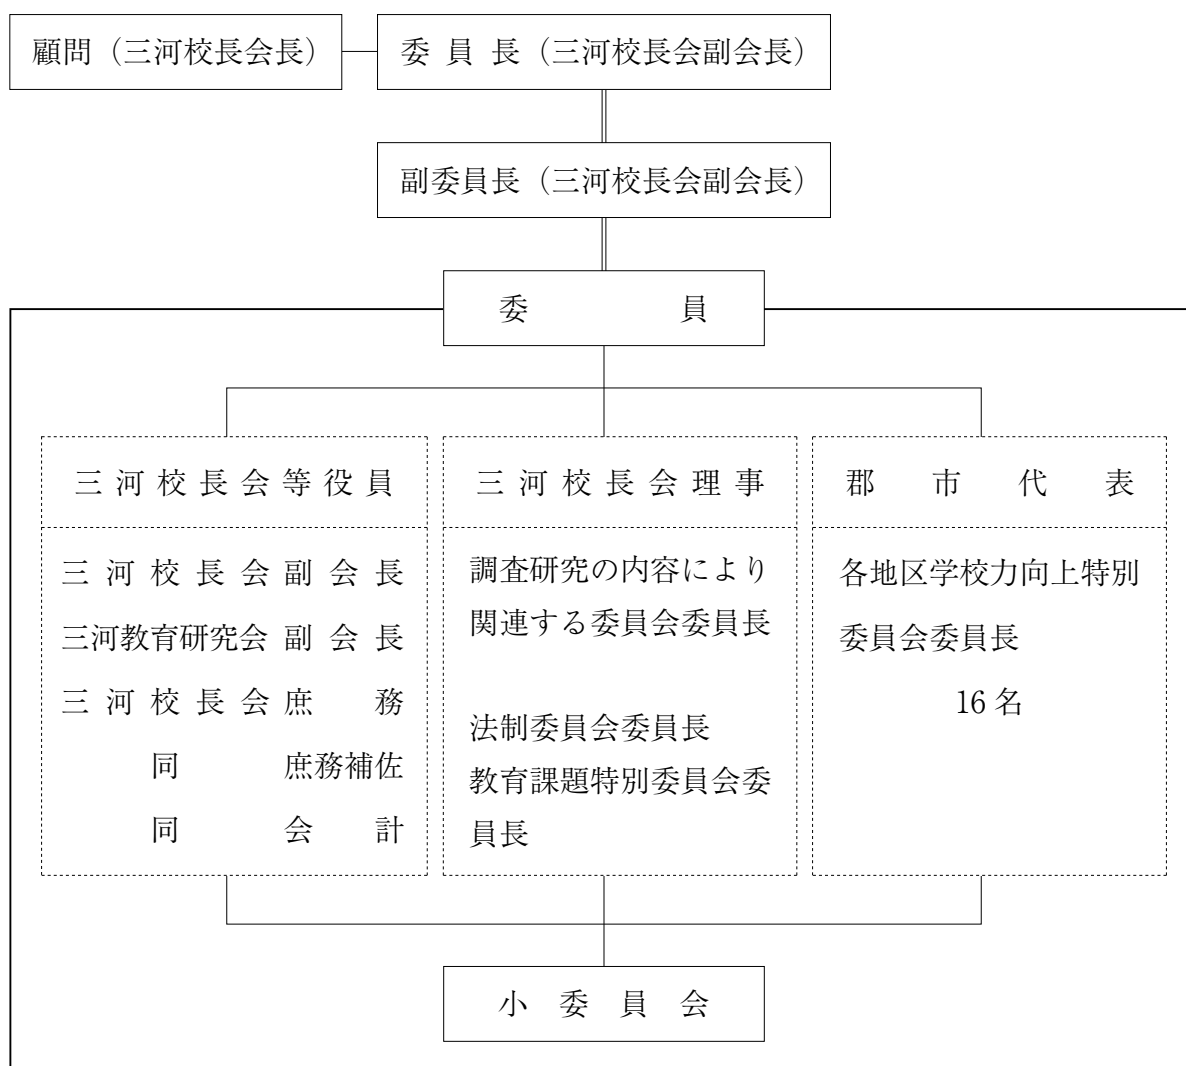 顧問（三河校長会長）
委員長（三河校長会副会長）
副委員長（三河校長会副会長）
委員
三河校長会等役員
三河校長会副会長
三河教育研究会副会長
三河校長会庶務
同 庶務補佐
同 会計
三河校長会理事
調査研究の内容により
関連する委員会委員長
法制委員会委員長
教育課題特別委員会委
員長
郡市代表
各地区学校力向上特別
委員会委員長
16名
小委員会